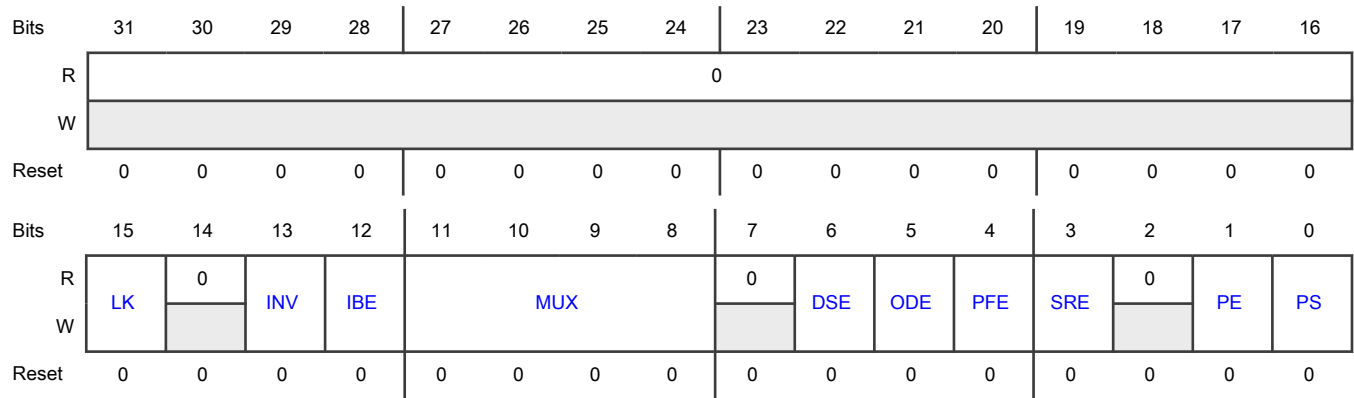 Bits 31 30 29 28 27 26 25 24 23 22 21 20 19 18 17 16
R 0
W
Reset 0 0 0 0 0 0 0 0 0 0 0 0 0 0 0 0
Bits 15 14 13 12 11 10 9 8 7 6 5 4 3 2 1 0
R 0 0 0
LK INV IBE MUX DSE ODE PFE SRE PE PS
W
Reset 0 0 0 0 0 0 0 0 0 0 0 0 0 0 0 0